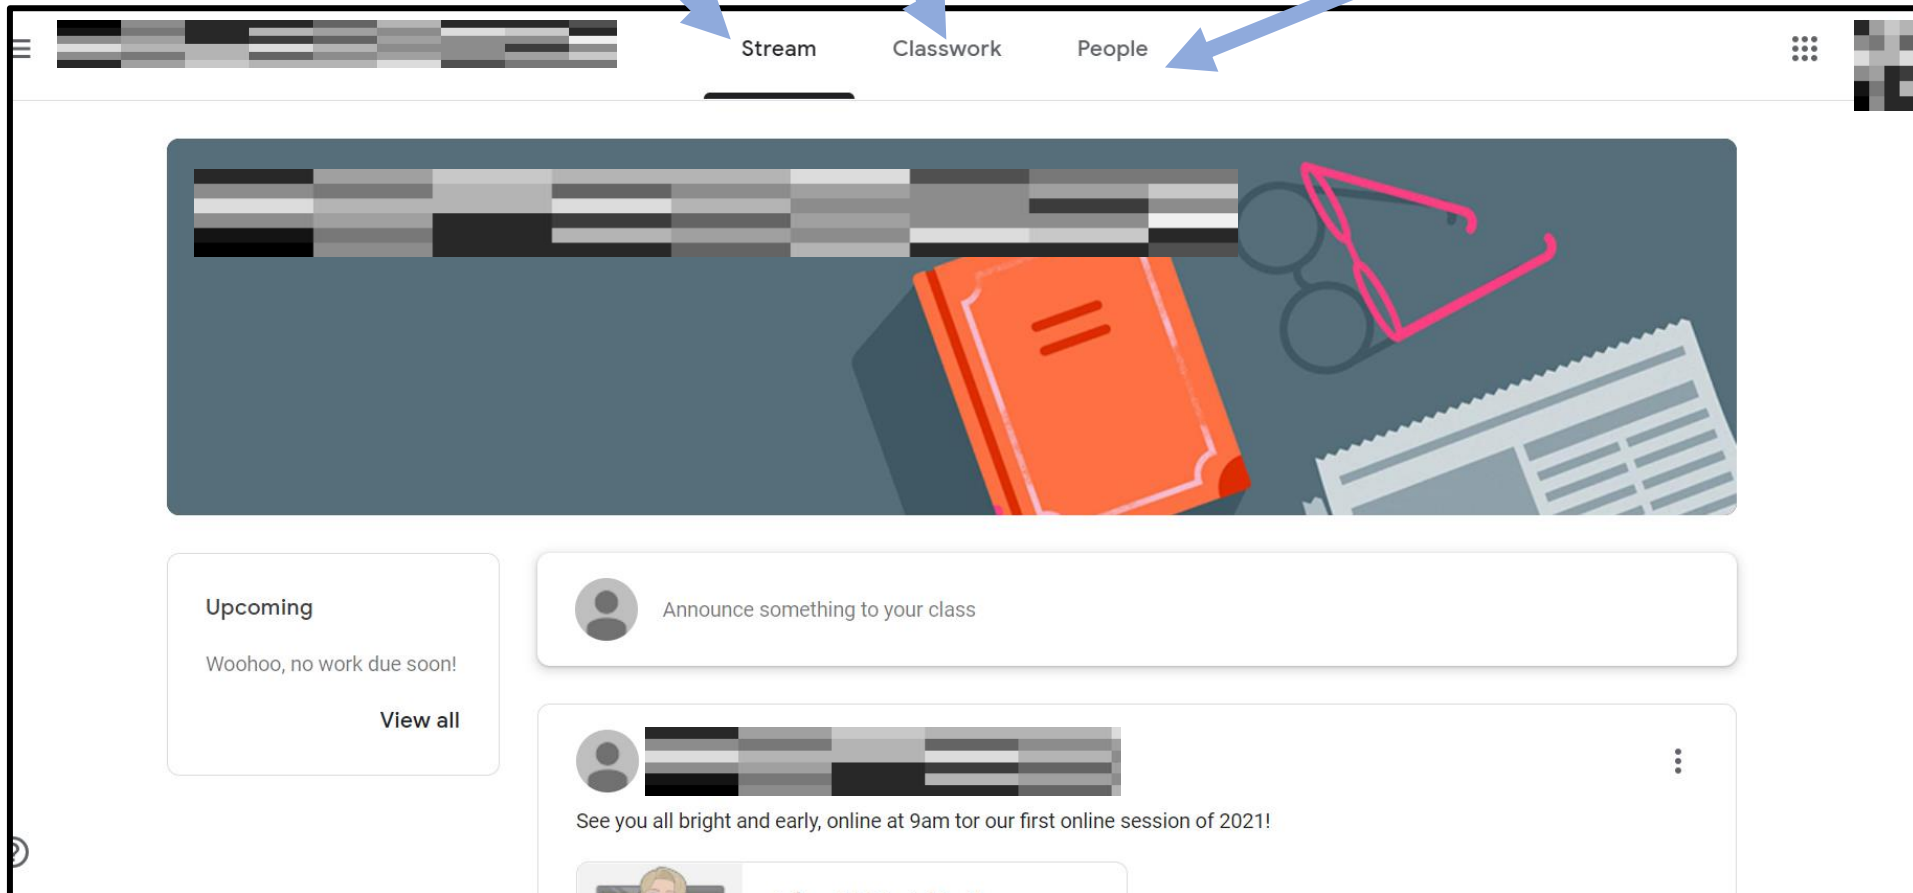 Stream Classwork People
Upcoming
Woohoo, no work due soon!
View all
Announce something to your class
See you all bright and early, online at 9am tor our first online session of 2021!